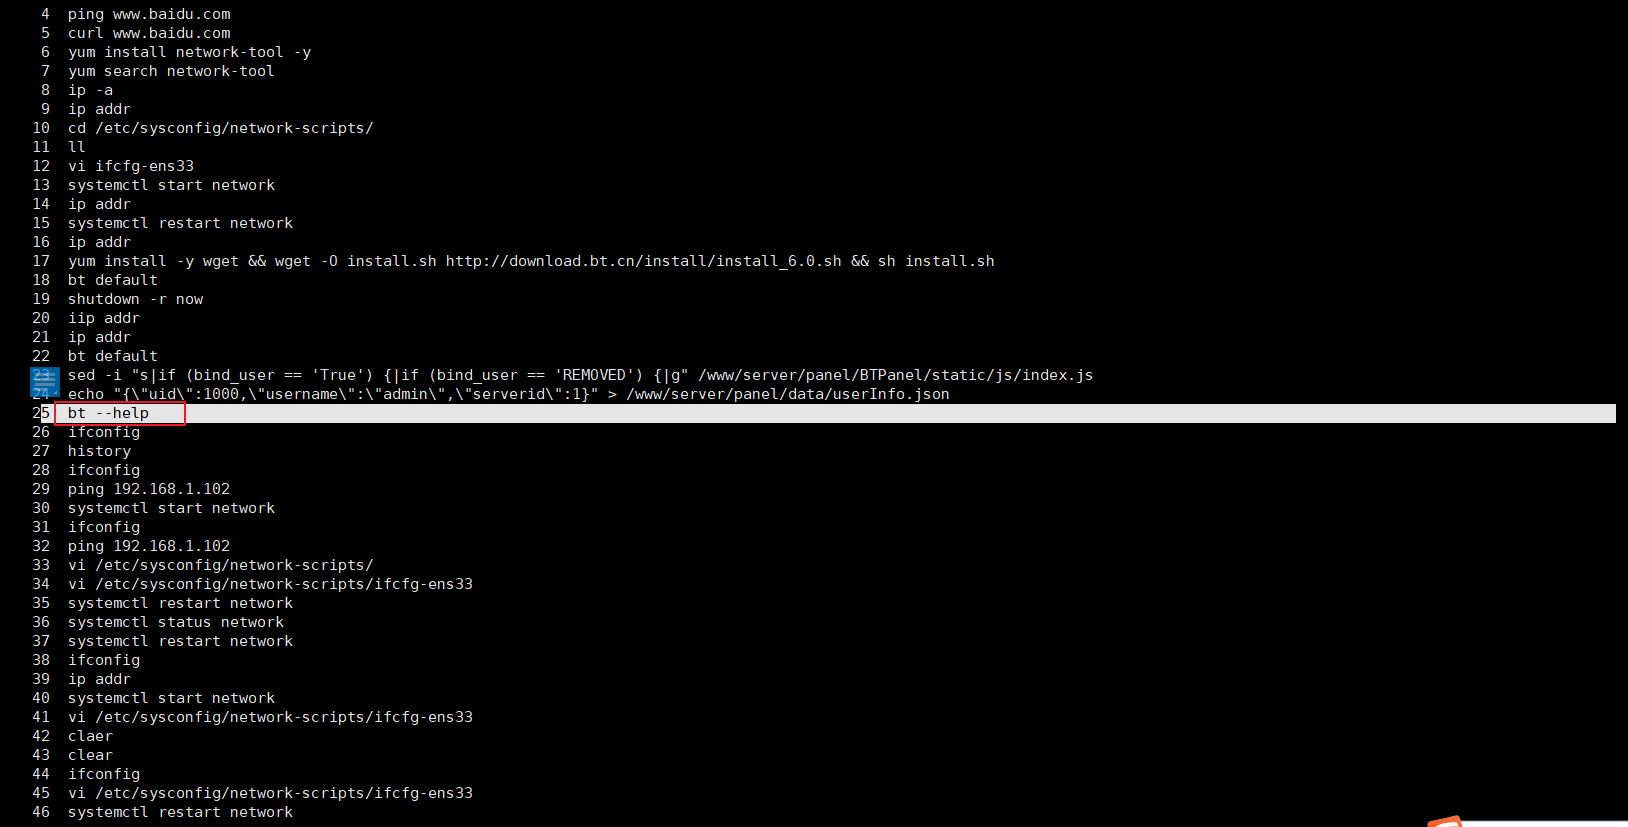 4 ping www.baidu.com
5 curl www.baidu.com
6 yum install network-tool -y
7 yum search network-tool
8 ip -a
9 ip addr
10 cd /etc/sysconfig/network-scripts/
11 ll
12 vi ifcfg-ens33
13 systemctl start network
14 ip addr
15 systemctl restart network
16 ip addr
17 yum install -y wget && wget -O install.sh http://download.bt.cn/install/install_6.0.sh && sh install.sh
18 bt default
19 shutdown -r now
20 iip addr
21 ip addr
22 bt default
23 sed -i "s|if (bind_user == 'True') {|if (bind_user == 'REMOVED') {|g" /www/server/panel/BTPanel/static/js/index.js
24 echo "{\"uid\":1000,\"username\":\"admin\",\"serverid\":1}" > /www/server/panel/data/userInfo.json
25 bt --help
26 ifconfig
27 history
28 ifconfig
29 ping 192.168.1.102
30 systemctl start network
31 ifconfig
32 ping 192.168.1.102
33 vi /etc/sysconfig/network-scripts/
34 vi /etc/sysconfig/network-scripts/ifcfg-ens33
35 systemctl restart network
36 systemctl status network
37 systemctl restart network
38 ifconfig
39 ip addr
40 systemctl start network
41 vi /etc/sysconfig/network-scripts/ifcfg-ens33
42 claer
43 clear
44 ifconfig
45 vi /etc/sysconfig/network-scripts/ifcfg-ens33
46 systemctl restart network